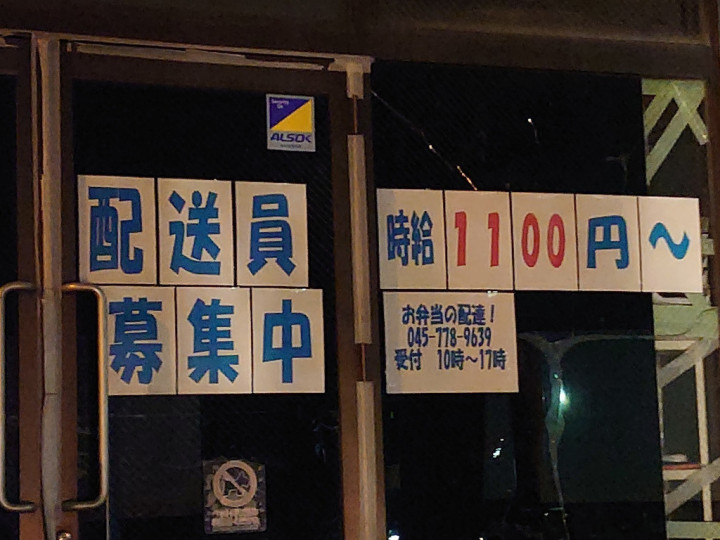 ALSOK
配送員
募集中
時給1100円～
お弁当の配達！
045-778-9639
受付 10時～17時